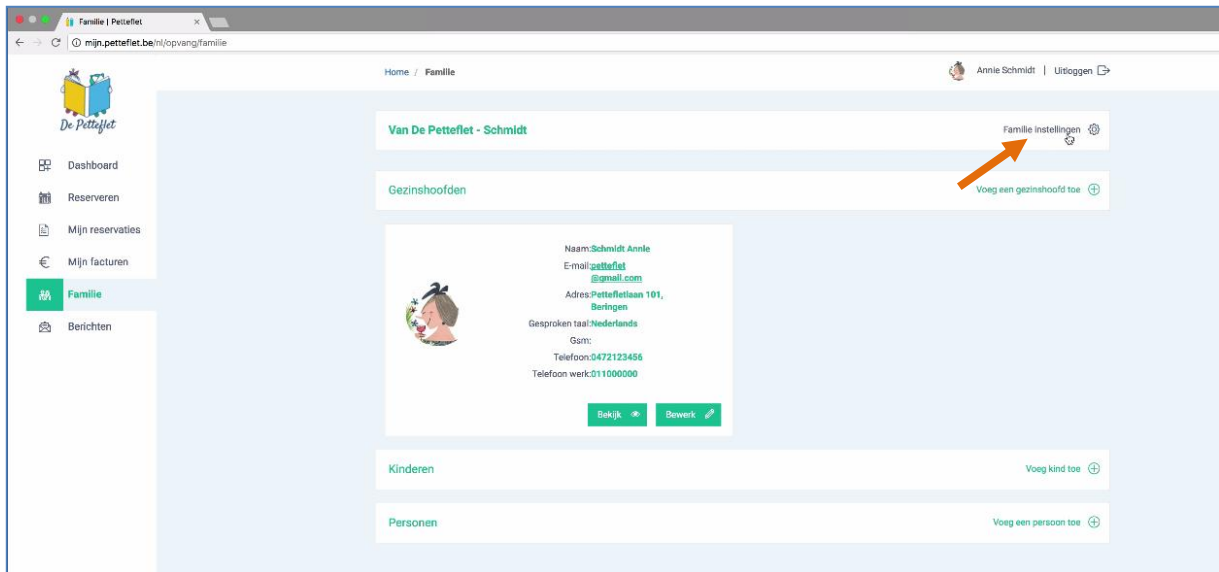 Familie | Petteflet
mijn.petteflet.be/nl/opvang/familie
De Petteflet
Home / Familie
Annie Schmidt | Uitloggen
Dashboard
Reserveren
Mijn reservaties
Mijn facturen
Familie
Berichten
Van De Petteflet - Schmidt
Familie instellingen
Gezinshoofden
Voeg een gezinshoofd toe
Naam:Schmidt Annie
E-mail:petteflet
@gmail.com
Adres:Pettefletlaan 101,
Beringen
Gesproken taal:Nederlands
Gsm:
Telefoon:0472123456
Telefoon werk:011000000
Bekijk
Bewerk
Kinderen
Voeg kind toe
Personen
Voeg een persoon toe